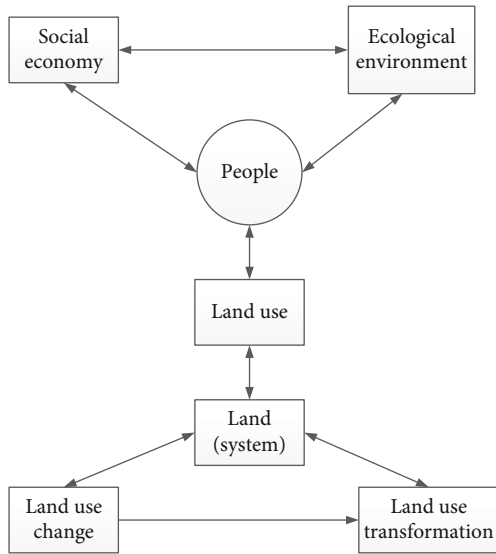 Social
economy
Ecological
environment
People
Land use
Land
(system)
Land use
change
Land use
transformation